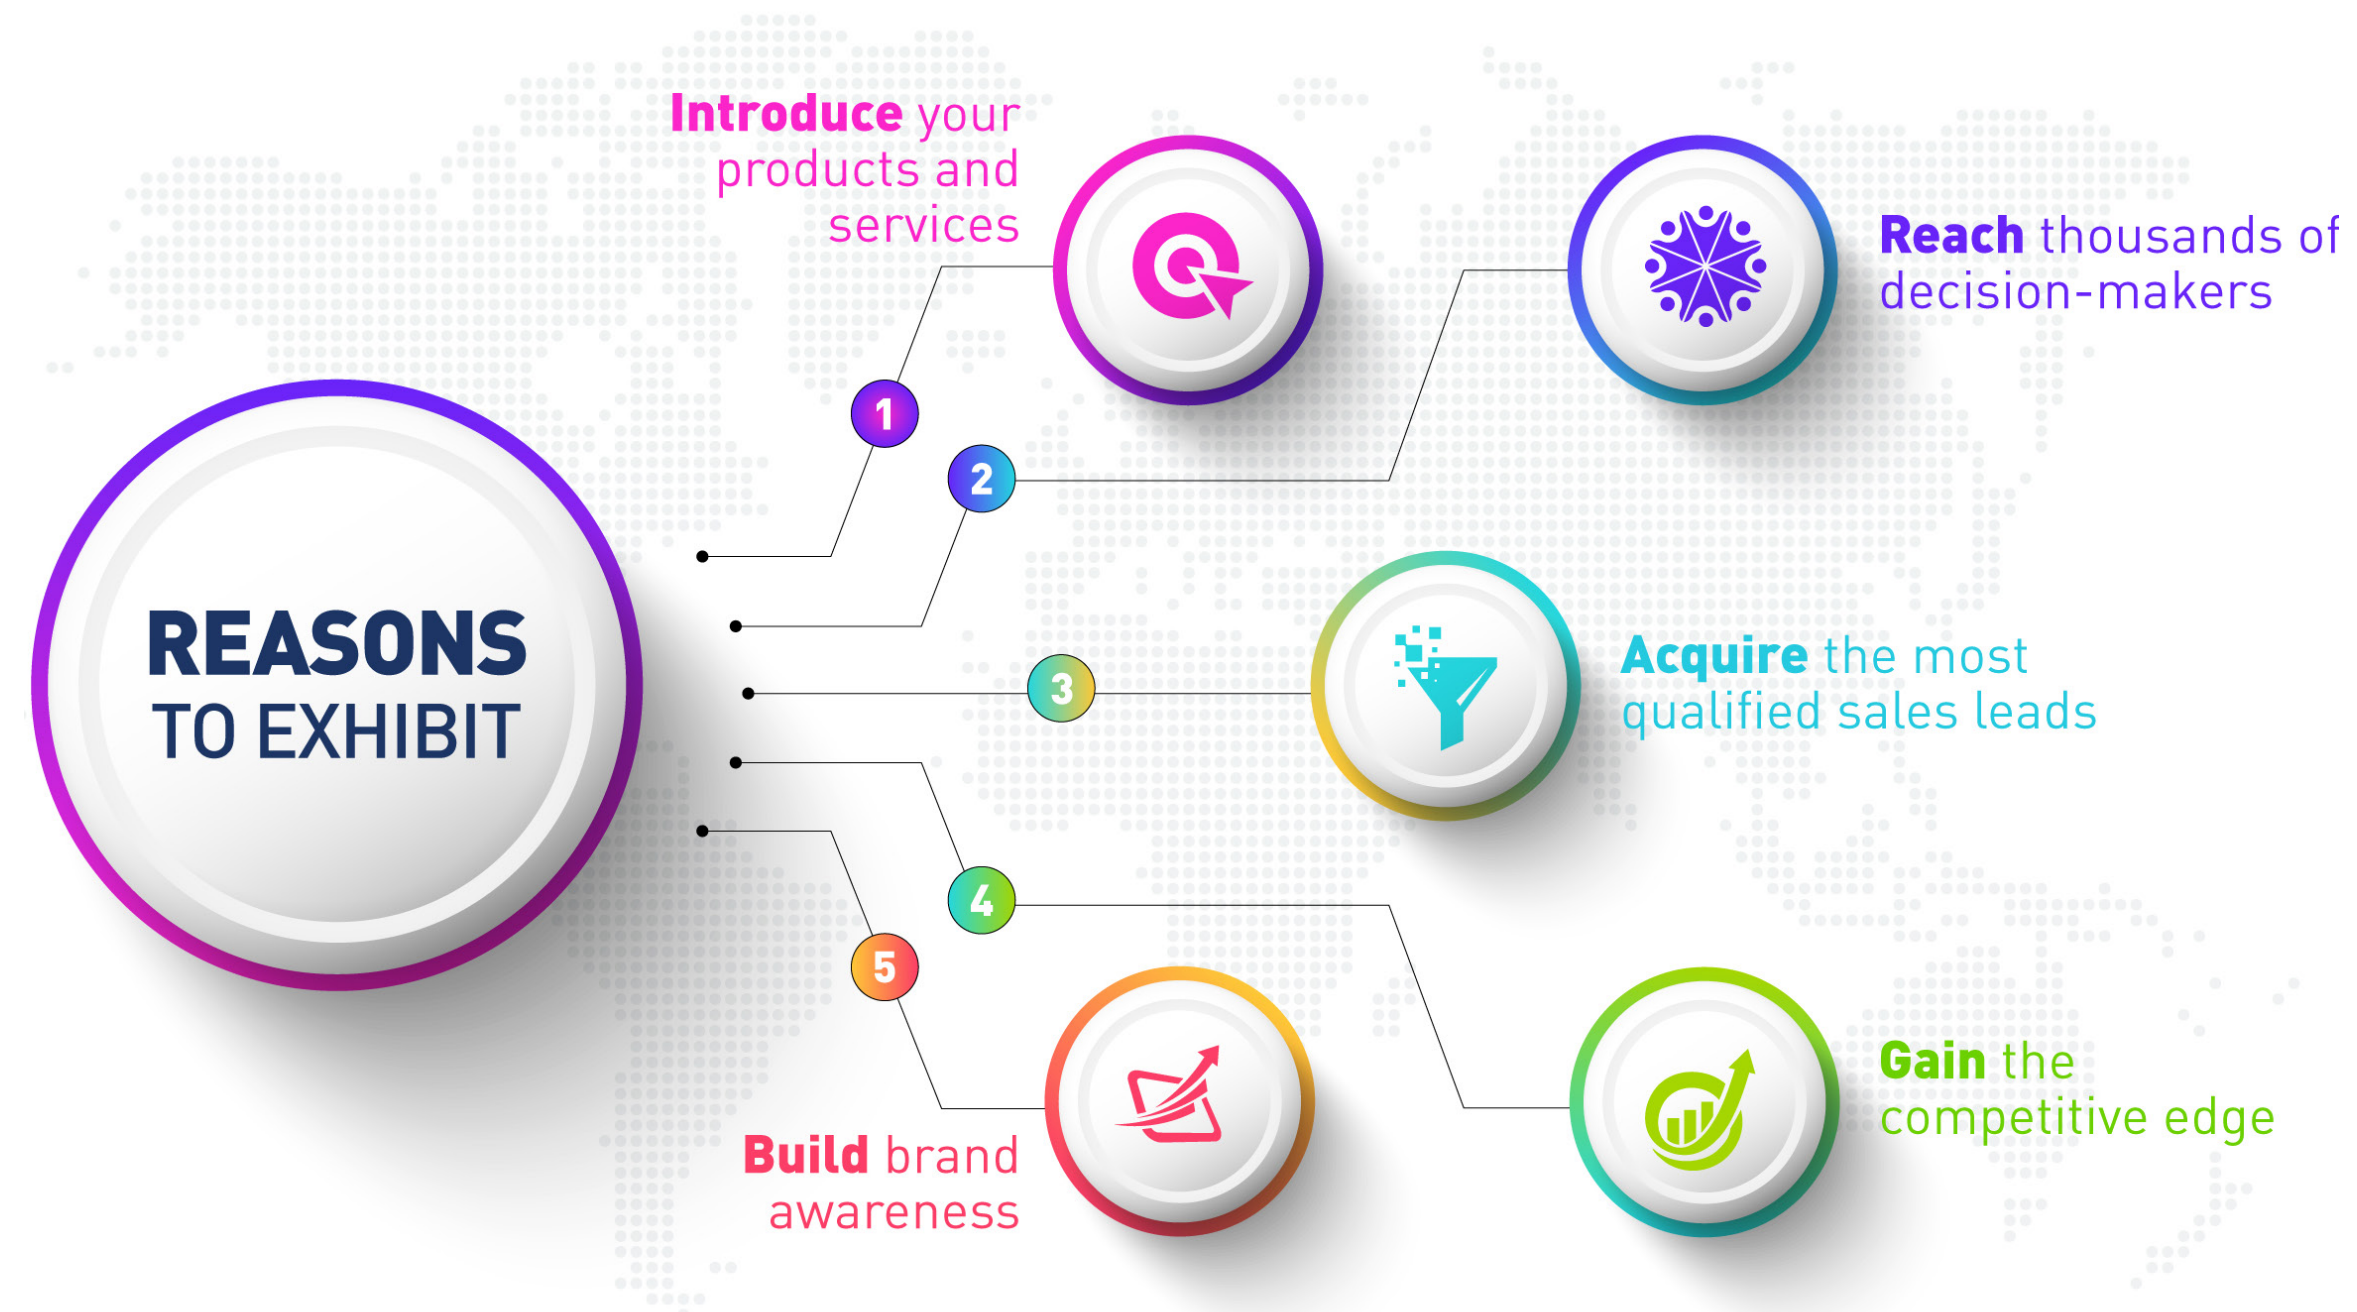 REASONS
TO EXHIBIT
1
Introduce your
products and
services
2
Reach thousands of
decision-makers
3
Acquire the most
qualified sales leads
4
Gain the
competitive edge
5
Build brand
awareness